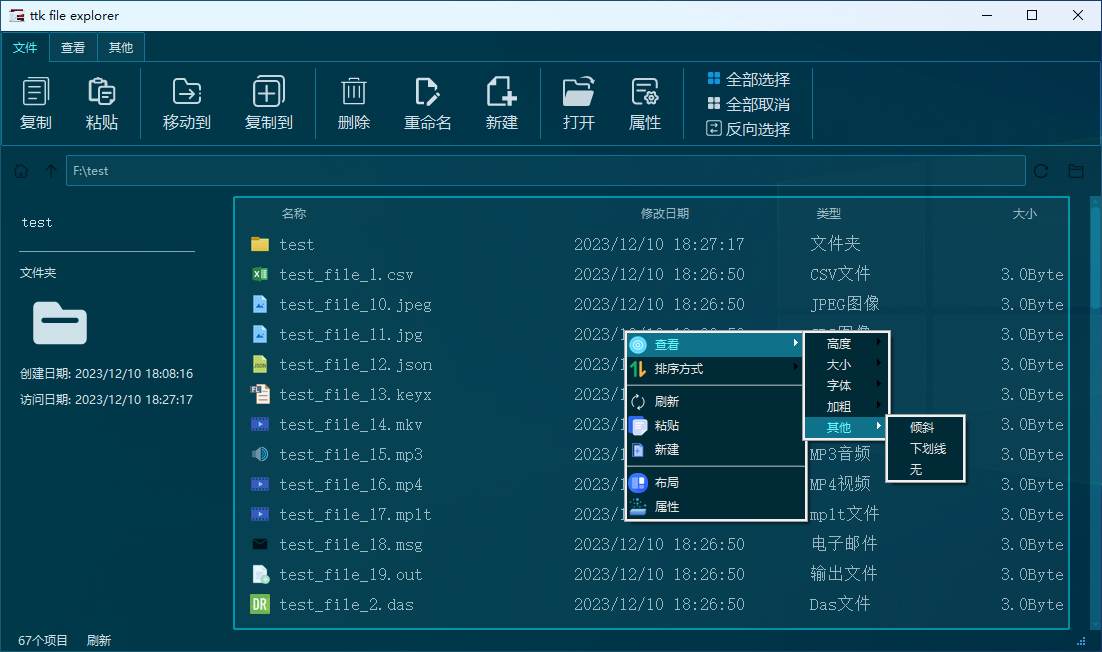 ttk file explorer
文件 查看 其他
复制 粘贴 移动到 复制到 删除 重命名 新建 打开 属性
全部选择
全部取消
反向选择
F:\test
test
文件夹
创建日期: 2023/12/10 18:08:16
访问日期: 2023/12/10 18:27:17
名称 修改日期 类型 大小
test 2023/12/10 18:27:17 文件夹
test_file_1.csv 2023/12/10 18:26:50 CSV文件 3.0Byte
test_file_10.jpeg 2023/12/10 18:26:50 JPEG图像 3.0Byte
test_file_11.jpg 3.0Byte
test_file_12.json 2023/1 3.0Byte
test_file_13.keyx 2023/1 3.0Byte
test_file_14.mkv 2023/1 3.0Byte
test_file_15.mp3 2023/1 MP3音频 3.0Byte
test_file_16.mp4 2023/1 MP4视频 3.0Byte
test_file_17.mplt 2023/1 mplt文件 3.0Byte
test_file_18.msg 2023/12/10 18:26:50 电子邮件 3.0Byte
test_file_19.out 2023/12/10 18:26:50 输出文件 3.0Byte
DR test_file_2.das 2023/12/10 18:26:50 Das文件 3.0Byte
查看
排序方式
刷新
粘贴
新建
布局
属性
高度
大小
字体
加粗
其他
倾斜
下划线
无
67个项目 刷新